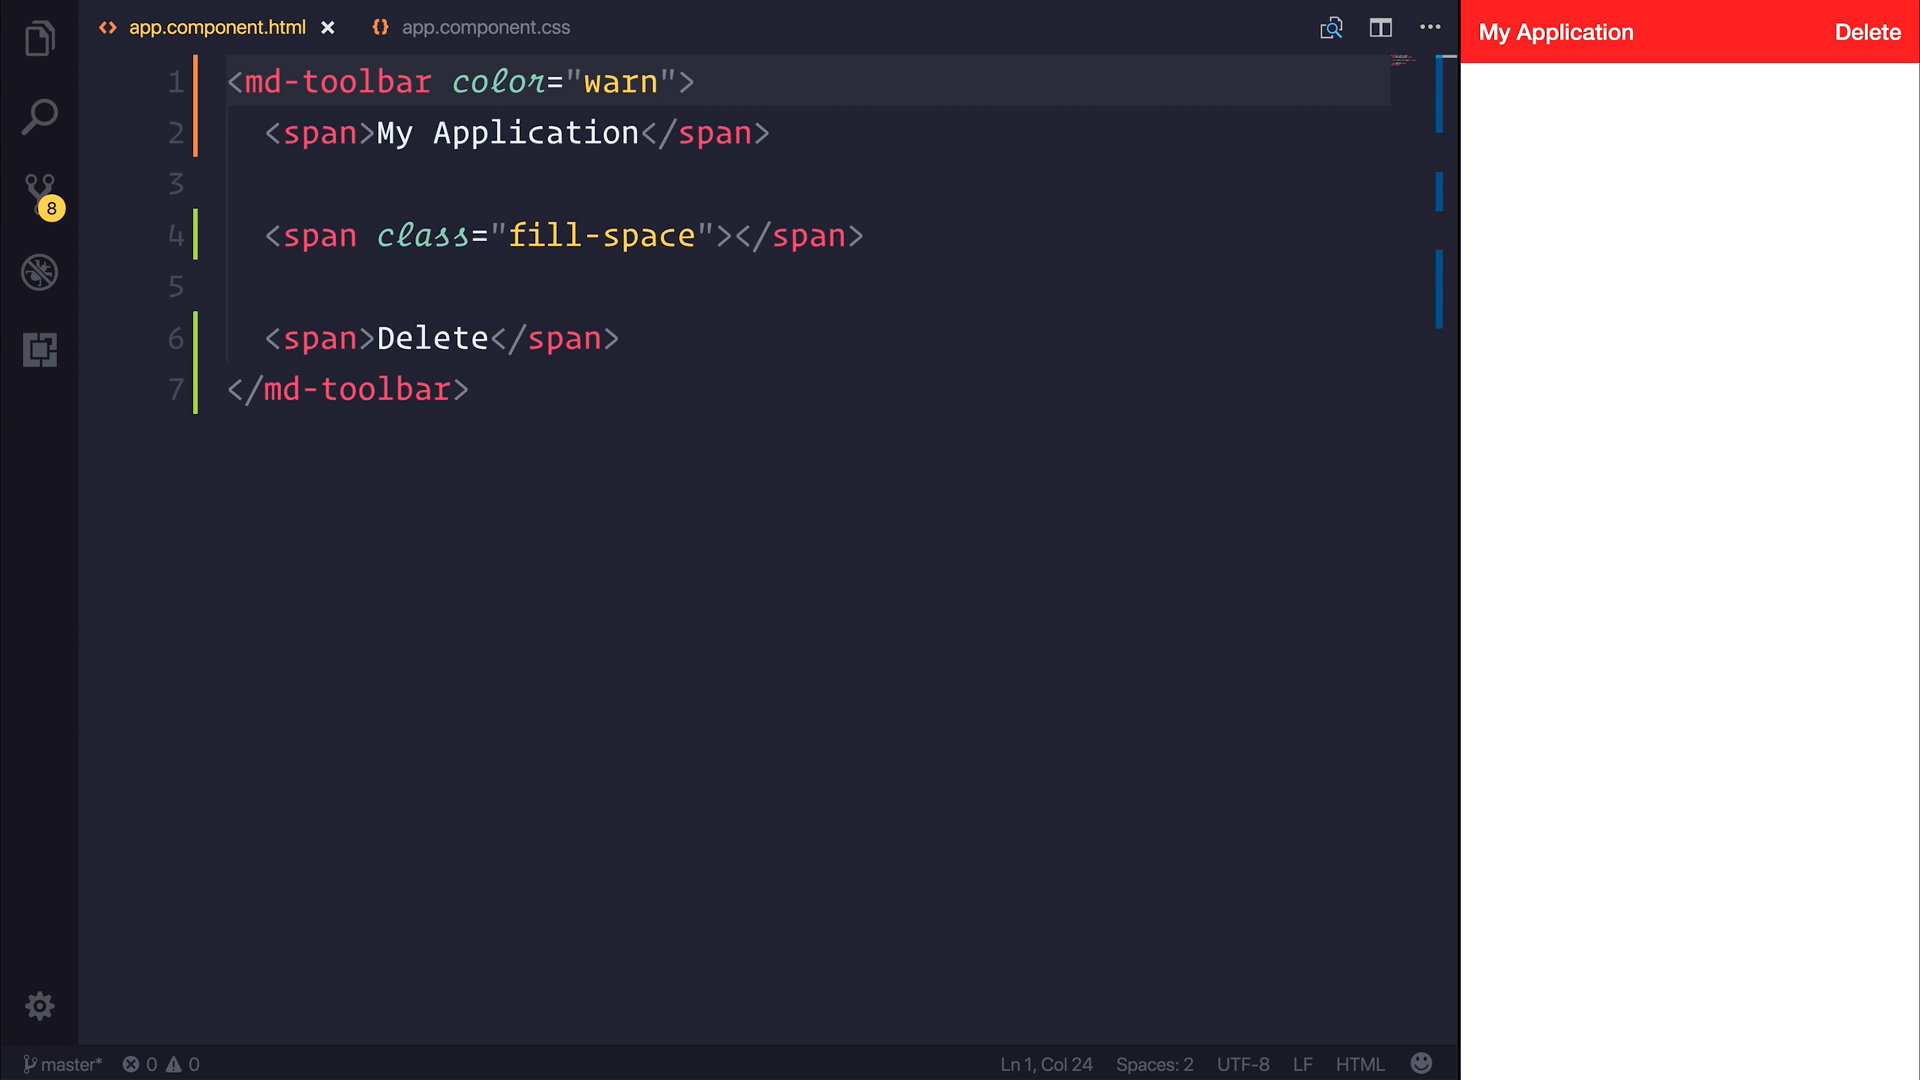 app.component.html
app.component.css
1 <md-toolbar color="warn">
2 <span>My Application</span>
3
4 <span class="fill-space"></span>
5
6 <span>Delete</span>
7 </md-toolbar>
8
master* 0 0
Ln 1, Col 24 Spaces: 2 UTF-8 LF HTML
My Application Delete